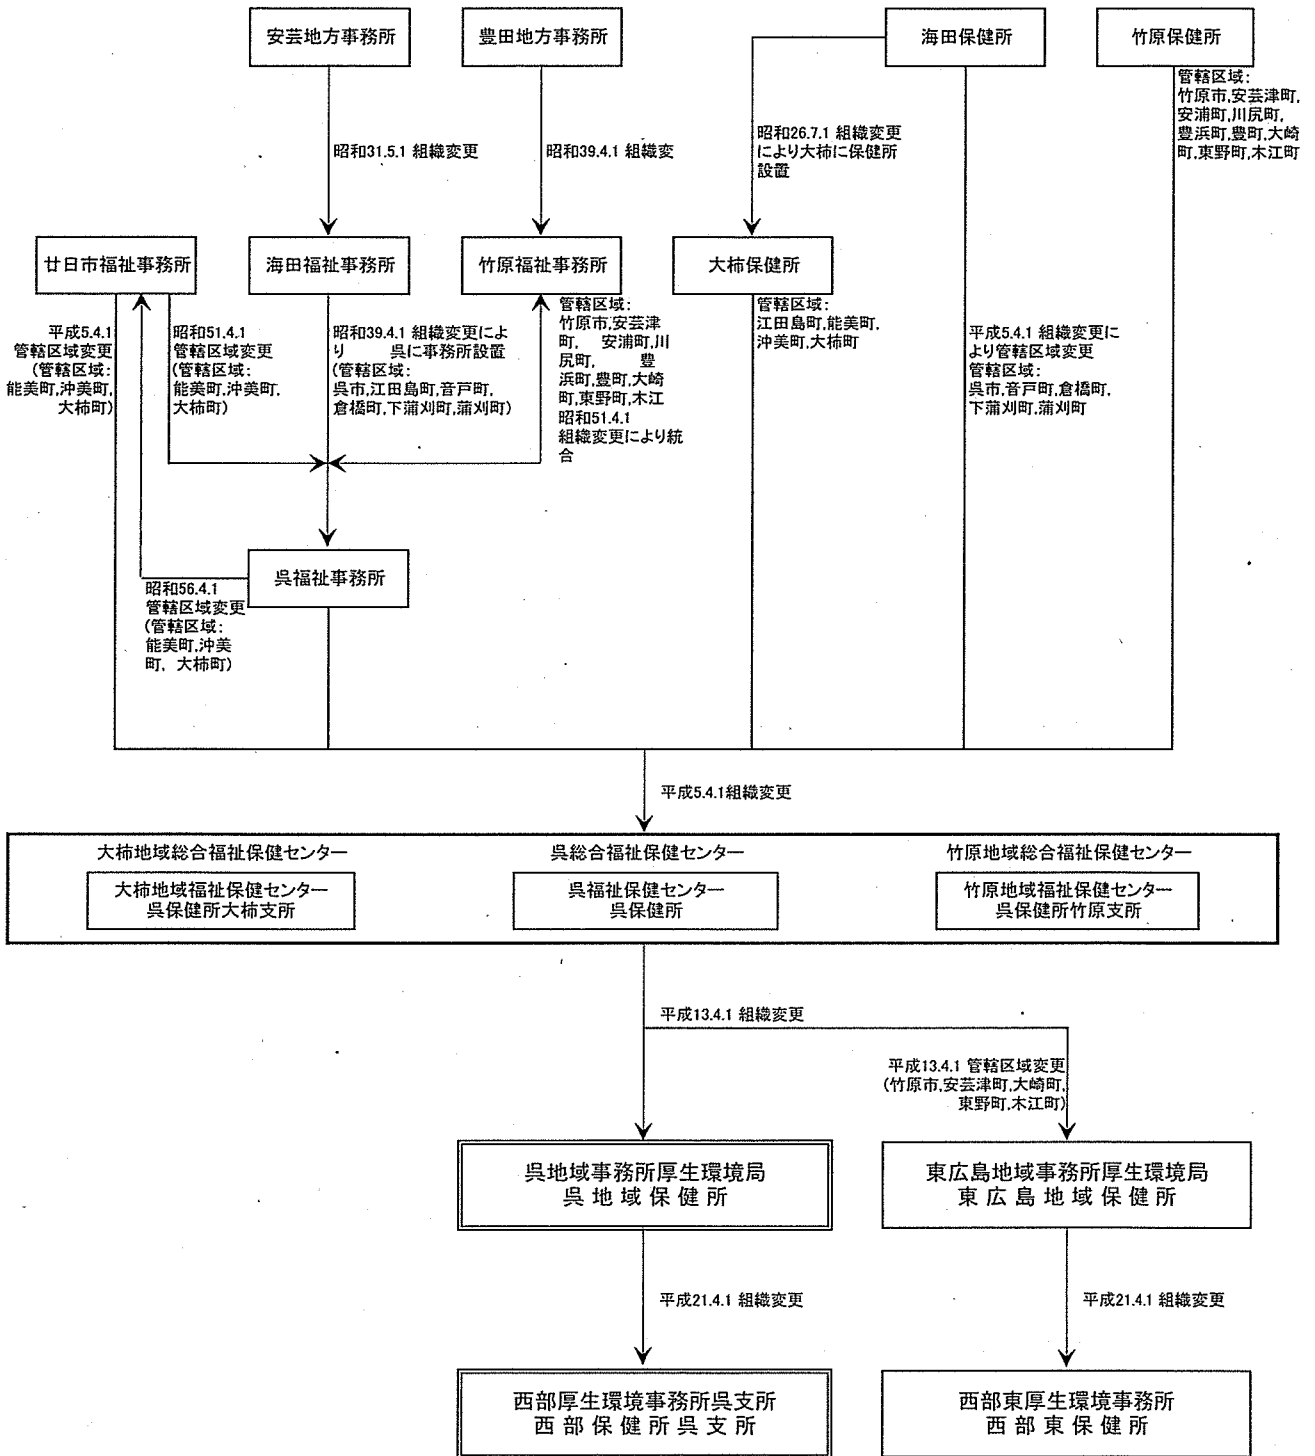 安芸地方事務所
豊田地方事務所
海田保健所
竹原保健所
管轄区域：
竹原市,安芸津町,
安浦町,川尻町,
豊浜町,豊町,大崎
町,東野町,木江町
昭和31.5.1 組織変更
昭和39.4.1 組織変
昭和26.7.1 組織変更
により大柿に保健所
設置
廿日市福祉事務所
海田福祉事務所
竹原福祉事務所
大柿保健所
平成5.4.1
管轄区域変更
(管轄区域：
能美町,沖美町,
大柿町)
昭和51.4.1
管轄区域変更
(管轄区域：
能美町,沖美町,
大柿町)
昭和39.4.1 組織変更によ
り 呉に事務所設置
(管轄区域：
呉市,江田島町,音戸町,
倉橋町,下蒲刈町,蒲刈町)
管轄区域：
竹原市,安芸津
町, 安浦町,川
尻町, 豊
浜町,豊町,大崎
町,東野町,木江
昭和51.4.1
組織変更により統
合
管轄区域：
江田島町,能美町,
沖美町,大柿町
平成5.4.1 組織変更に
より管轄区域変更
管轄区域：
呉市,音戸町,倉橋町,
下蒲刈町,蒲刈町
呉福祉事務所
昭和56.4.1
管轄区域変更
(管轄区域：
能美町,沖美
町, 大柿町)
平成5.4.1組織変更
大柿地域総合福祉保健センター
大柿地域福祉保健センター
呉保健所大柿支所
呉総合福祉保健センター
呉福祉保健センター
呉保健所
竹原地域総合福祉保健センター
竹原地域福祉保健センター
呉保健所竹原支所
平成13.4.1 組織変更
平成13.4.1 管轄区域変更
(竹原市,安芸津町,大崎町,
東野町,木江町)
呉地域事務所厚生環境局
呉地域保健所
東広島地域事務所厚生環境局
東広島地域保健所
平成21.4.1 組織変更
平成21.4.1 組織変更
西部厚生環境事務所呉支所
西部保健所呉支所
西部東厚生環境事務所
西部東保健所